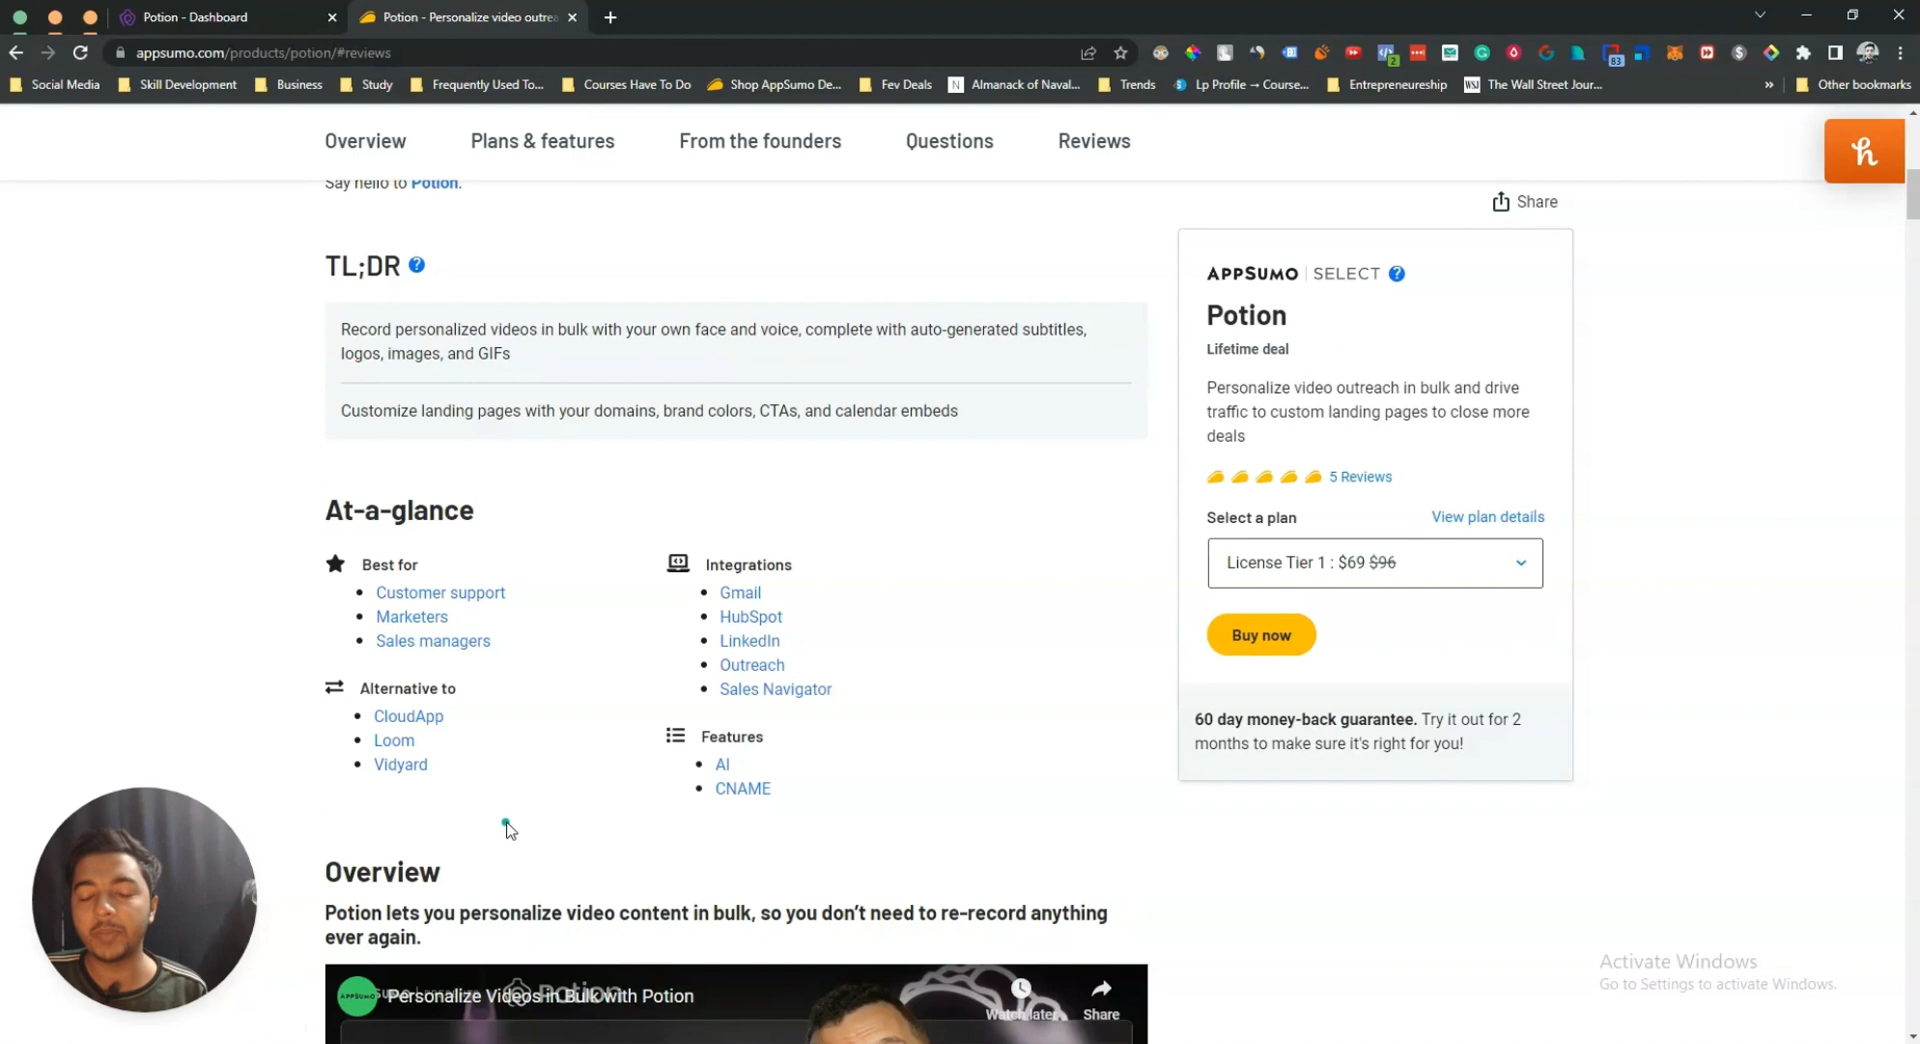 Potion - Dashboard
Potion - Personalize video outrea
appsumo.com/products/potion/#reviews
2
83
Social Media
Skill Development
Business
Study
Frequently Used To...
Courses Have To Do
Shop AppSumo De...
Fev Deals
N
Almanack of Naval...
Trends
Lp Profile → Course...
Entrepreneureship
WSJ
The Wall Street Jour...
»
Other bookmarks
Overview
Plans & features
From the founders
Questions
Reviews
h
Say hello to Potion.
Share
TL;DR
Record personalized videos in bulk with your own face and voice, complete with auto-generated subtitles,
logos, images, and GIFs
Customize landing pages with your domains, brand colors, CTAs, and calendar embeds
At-a-glance
Best for
Customer support
Marketers
Sales managers
Alternative to
CloudApp
Loom
Vidyard
Integrations
Gmail
HubSpot
LinkedIn
Outreach
Sales Navigator
Features
AI
CNAME
APPSUMO | SELECT
Potion
Lifetime deal
Personalize video outreach in bulk and drive
traffic to custom landing pages to close more
deals
5 Reviews
Select a plan
View plan details
License Tier 1 : $69 $96
Buy now
60 day money-back guarantee. Try it out for 2
months to make sure it's right for you!
Overview
Potion lets you personalize video content in bulk, so you don't need to re-record anything
ever again.
APPSUMO
Personalize Videos in Bulk with Potion
Watch later
Share
Activate Windows
Go to Settings to activate Windows.